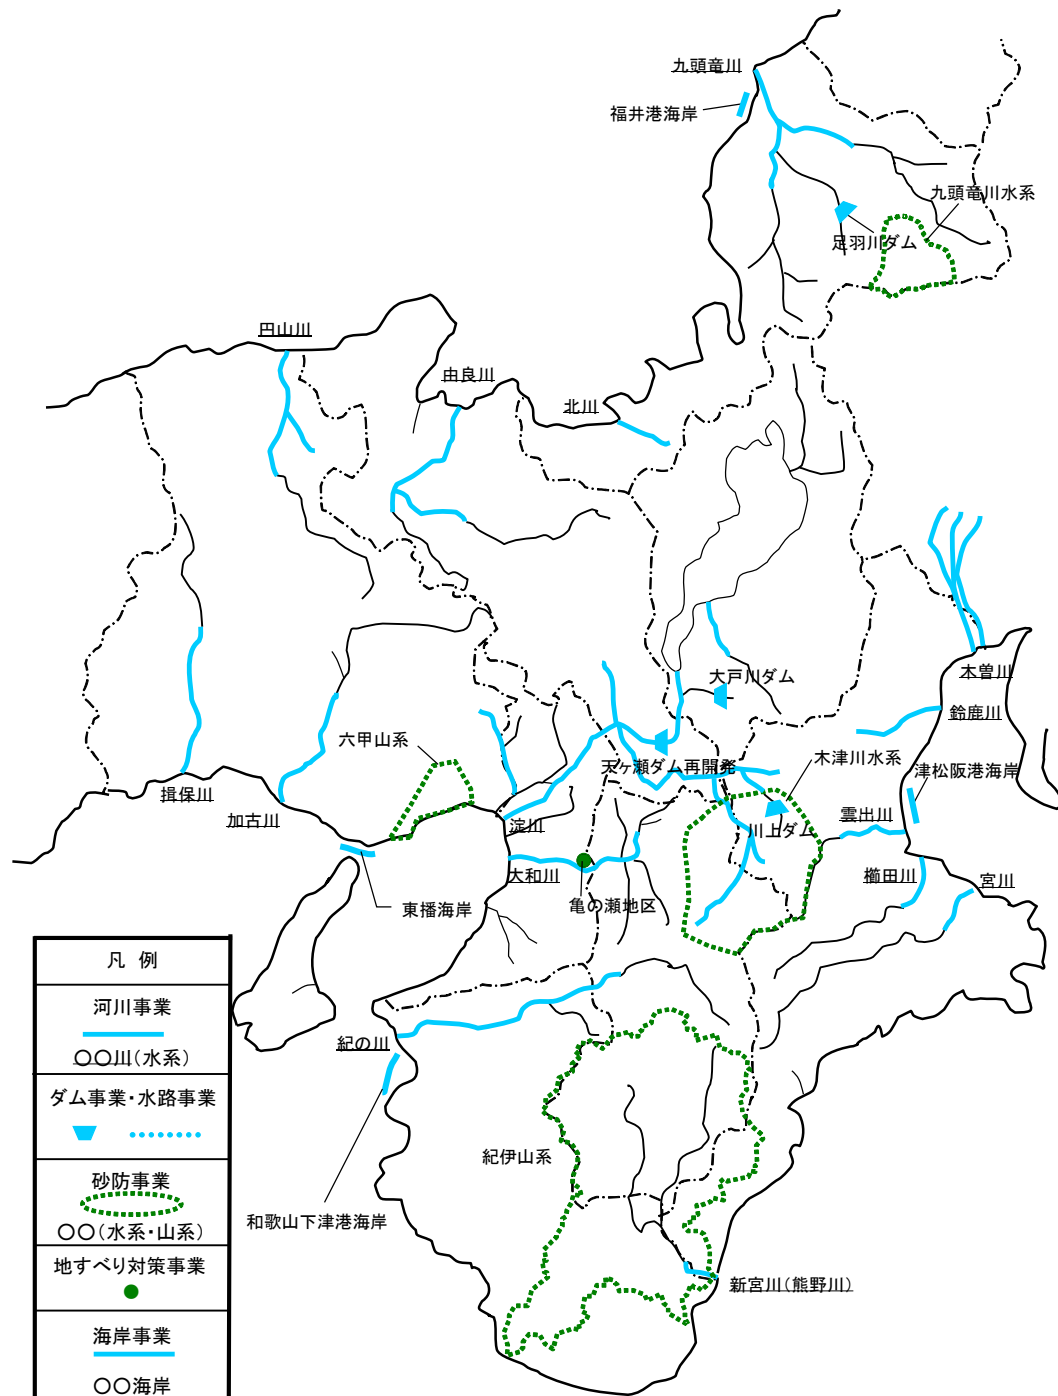 九頭竜川
福井港海岸
九頭竜川水系
足羽川ダム
円山川
由良川
北川
大戸川ダム
木曽川
鈴鹿川
六甲山系
天ヶ瀬ダム再開発
木津川水系
津松阪港海岸
揖保川
加古川
淀川
川上ダム
雲出川
大和川
櫛田川
宮川
東播海岸
亀の瀬地区
紀の川
紀伊山系
和歌山下津港海岸
新宮川(熊野川)
凡 例
河川事業
○○川(水系)
ダム事業・水路事業
砂防事業
○○(水系・山系)
地すべり対策事業
海岸事業
○○海岸